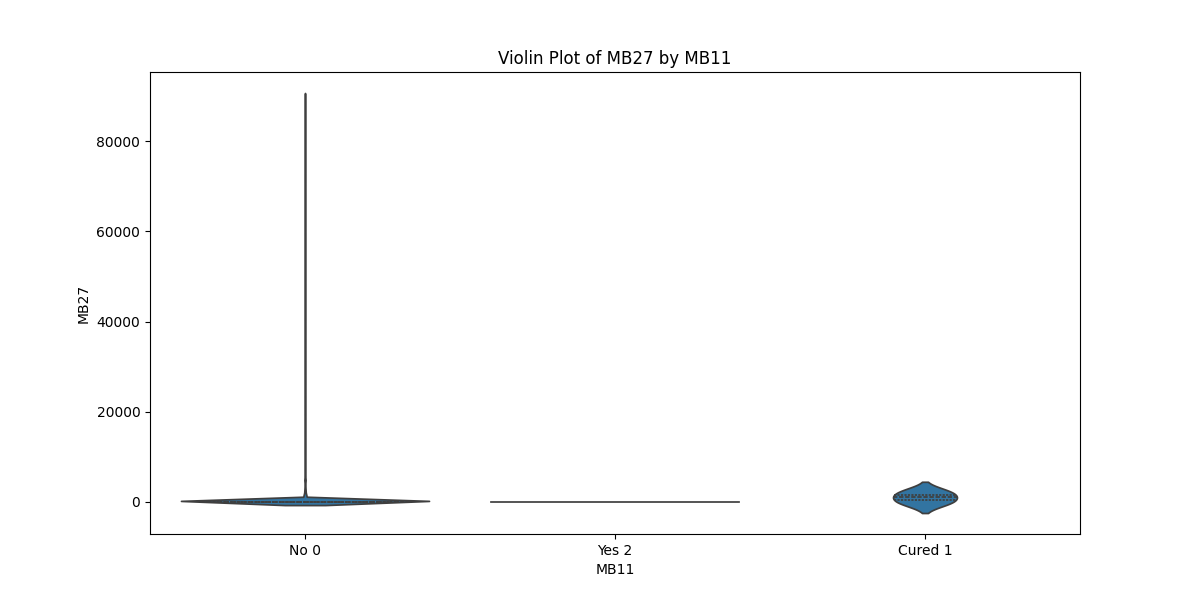 Violin Plot of MB27 by MB11
80000
60000
40000
20000
0
MB27
No 0
Yes 2
Cured 1
MB11